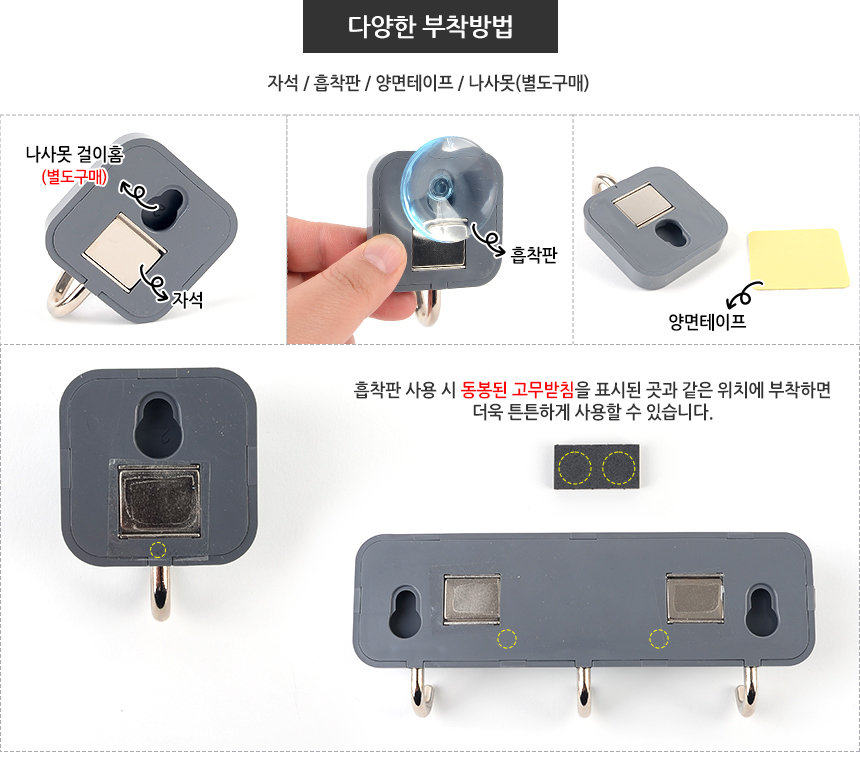 다양한 부착방법
자석 / 흡착판 / 양면테이프 / 나사못(별도구매)
나사못 걸이홈
(별도구매)
자석
흡착판
양면테이프
흡착판 사용 시 동봉된 고무받침을 표시된 곳과 같은 위치에 부착하면
더욱 튼튼하게 사용할 수 있습니다.